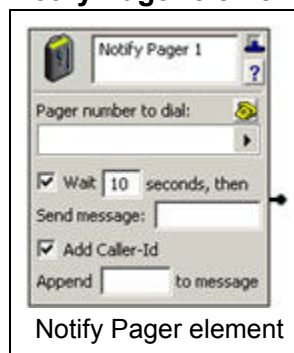 Notify Pager 1
?
Pager number to dial:
Wait 10 seconds, then
Send message:
Add Caller-Id
Append to message
Notify Pager element